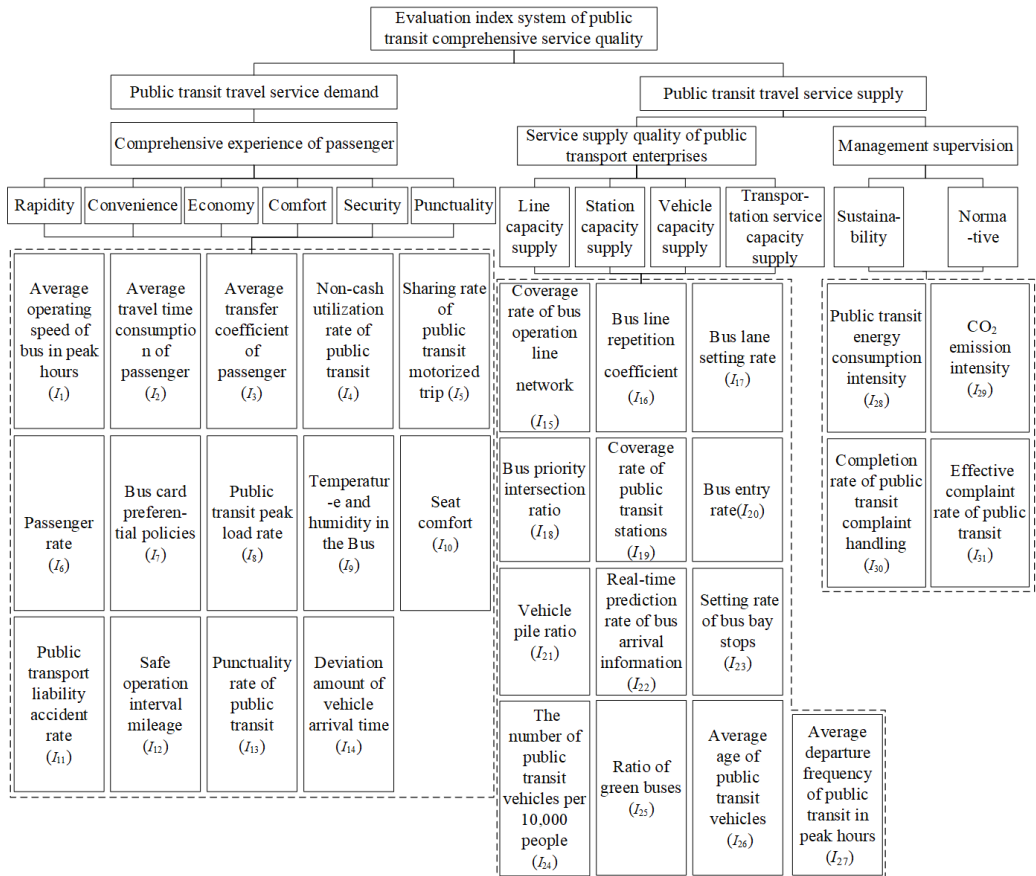 Evaluation index system of public
transit comprehensive service quality
Public transit travel service demand
Public transit travel service supply
Comprehensive experience of passenger
Service supply quality of public
transport enterprises
Management supervision
Rapidity
Convenience
Economy
Comfort
Security
Punctuality
Line
capacity
supply
Station
capacity
supply
Vehicle
capacity
supply
Transpor-
tation service
capacity
supply
Sustaina-
bility
Norma
-tive
Average
operating
speed of
bus in peak
hours
(I1)
Average
travel time
consumptio
n of
passenger
(I2)
Average
transfer
coefficient
of
passenger
(I3)
Non-cash
utilization
rate of
public
transit
(I4)
Sharing rate
of
public
transit
motorized
trip (I5)
Passenger
rate
(I6)
Bus card
preferen-
tial policies
(I7)
Public
transit peak
load rate
(I8)
Temperatur
-e and
humidity in
the Bus
(I9)
Seat
comfort
(I10)
Public
transport
liability
accident
rate
(I11)
Safe
operation
interval
mileage
(I12)
Punctuality
rate of
public
transit
(I13)
Deviation
amount of
vehicle
arrival time
(I14)
Coverage
rate of bus
operation
line
network
(I15)
Bus line
repetition
coefficient
(I16)
Bus lane
setting rate
(I17)
Bus priority
intersection
ratio
(I18)
Coverage
rate of
public
transit
stations
(I19)
Bus entry
rate(I20)
Vehicle
pile ratio
(I21)
Real-time
prediction
rate of bus
arrival
information
(I22)
Setting rate
of bus bay
stops
(I23)
The
number of
public
transit
vehicles per
10,000
people
(I24)
Ratio of
green buses
(I25)
Average
age of
public
transit
vehicles
(I26)
Average
departure
frequency
of public
transit in
peak hours
(I27)
Public transit
energy
consumption
intensity
(I28)
CO2
emission
intensity
(I29)
Completion
rate of public
transit
complaint
handling
(I30)
Effective
complaint
rate of public
transit
(I31)